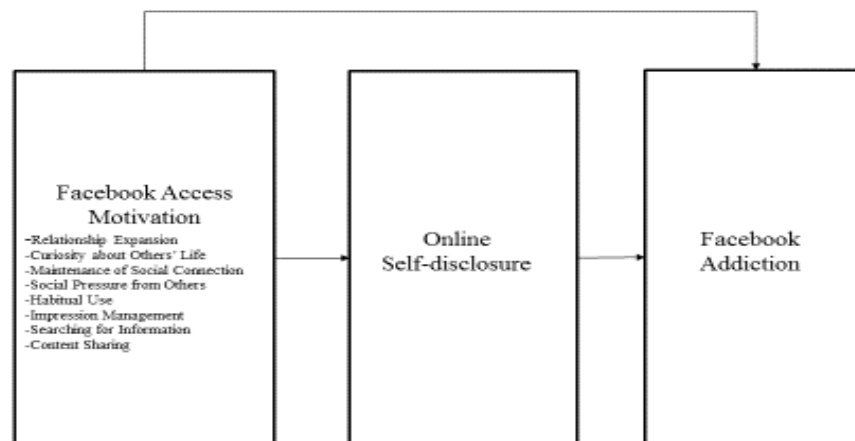 Facebook Access
Motivation
-Relationship Expansion
-Curiosity about Others' Life
-Maintenance of Social Connection
-Social Pressure from Others
-Habitual Use
-Impression Management
-Searching for Information
-Content Sharing
Online
Self-disclosure
Facebook
Addiction